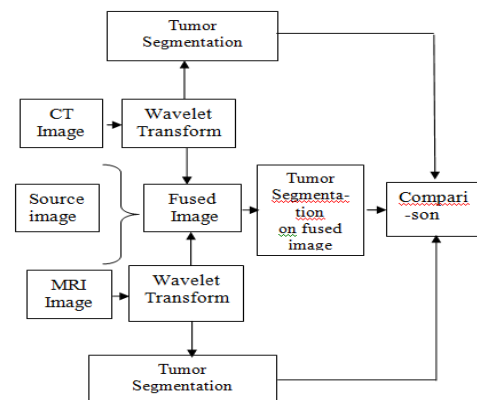 Tumor
Segmentation
CT
Image
Wavelet
Transform
Source
image
Fused
Image
Tumor
Segmenta-
tion
on fused
image
Compari
-son
MRI
Image
Wavelet
Transform
Tumor
Segmentation